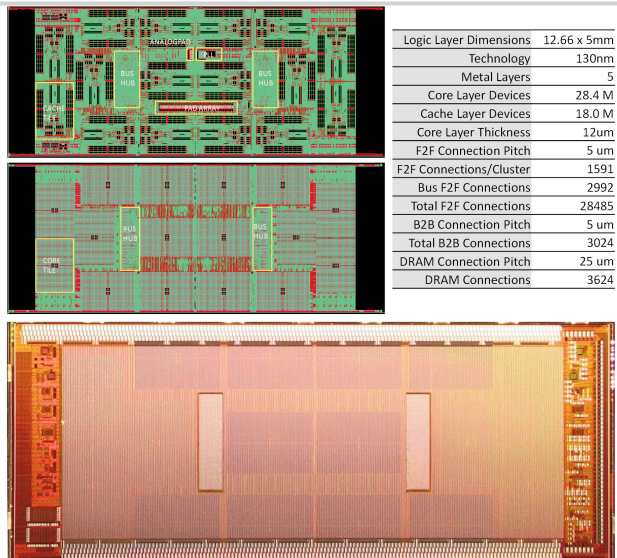 ANALOGPAD
PLL
BUS
HUB
BUS
HUB
CACHE
TILE
PAD ARRAY
BUS
HUB
BUS
HUB
CORE
TILE
Logic Layer Dimensions 12.66 x 5mm
Technology 130nm
Metal Layers 5
Core Layer Devices 28.4 M
Cache Layer Devices 18.0 M
Core Layer Thickness 12um
F2F Connection Pitch 5 um
F2F Connections/Cluster 1591
Bus F2F Connections 2992
Total F2F Connections 28485
B2B Connection Pitch 5 um
Total B2B Connections 3024
DRAM Connection Pitch 25 um
DRAM Connections 3624